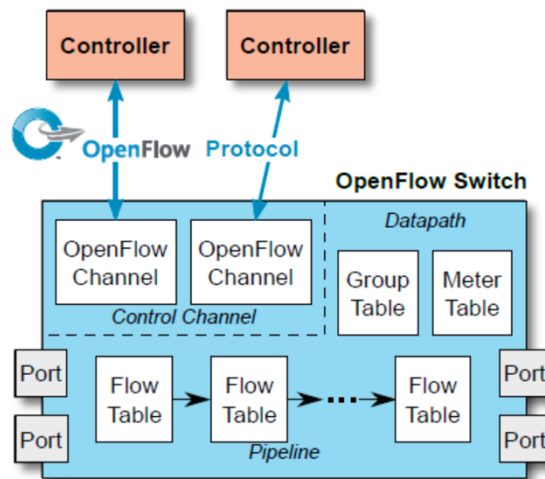 Controller
Controller
OpenFlow Protocol
TM
OpenFlow Switch
OpenFlow
Channel
OpenFlow
Channel
Control Channel
Datapath
Group
Table
Meter
Table
Port
Port
Flow
Table
Flow
Table
Flow
Table
Pipeline
Port
Port